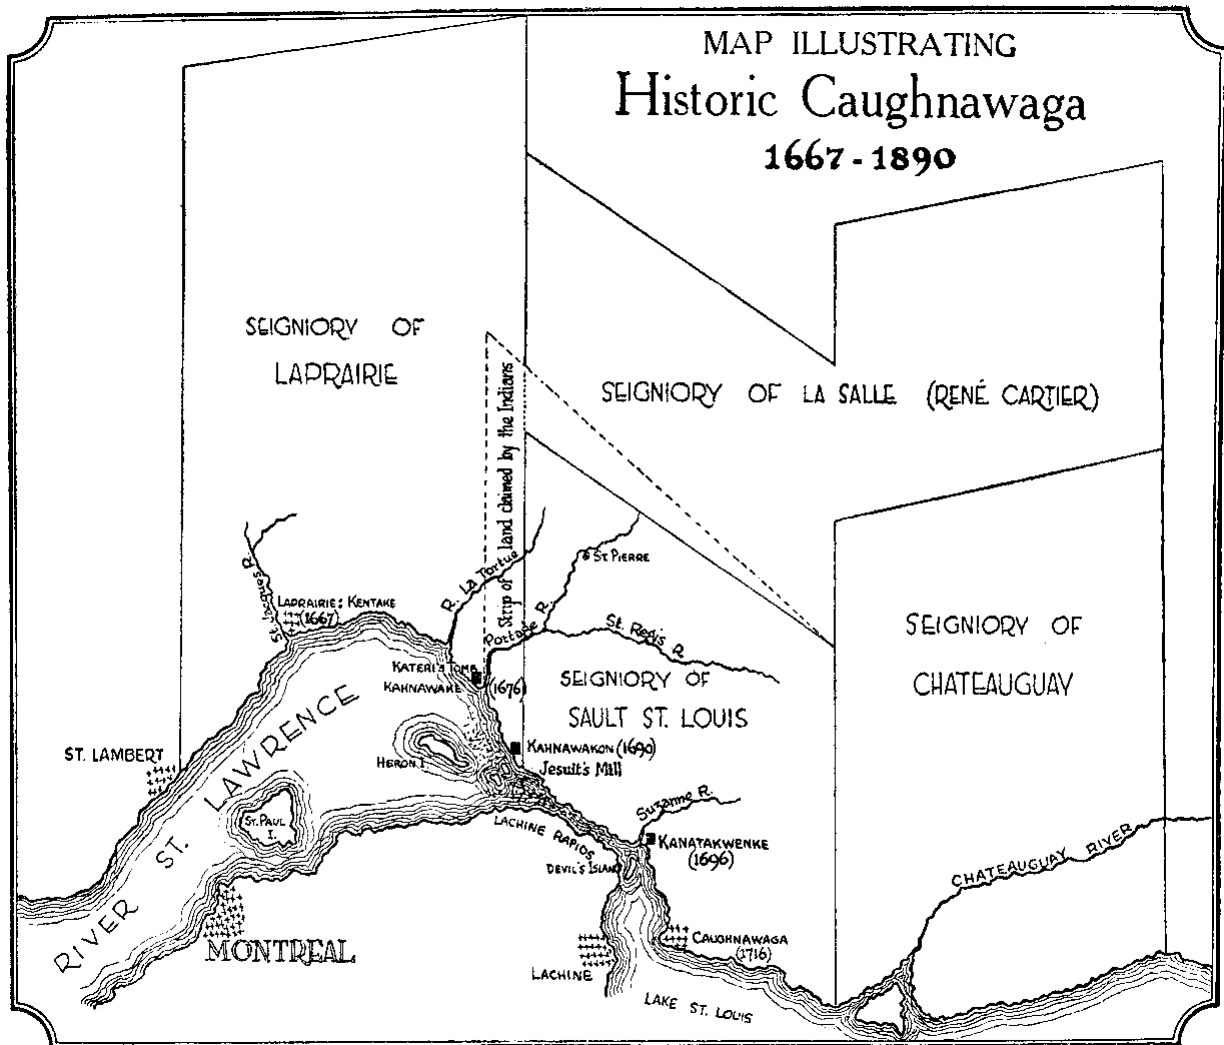 MAP ILLUSTRATING
Historic Caughnawaga
1667 - 1890
SEIGNIORY OF
LAPRAIRIE
Strip of land claimed by the Indians
SEIGNIORY OF LA SALLE (RENÉ CARTIER)
St. Jacques R.
LAPRAIRIE: KENTAKE
(1667)
R. La Tortue
ST. PIERRE
Portage R.
St. Regis R.
SEIGNIORY OF
CHATEAUGUAY
KATERI'S TOMB
KAHNAWAKE (1676)
SEIGNIORY OF
SAULT ST. LOUIS
ST. LAMBERT
RIVER ST. LAWRENCE
HERON I.
KAHNAWAKON (1690)
Jesuit's Mill
ST. PAUL
I.
LACHINE RAPIDS
Suzanne R.
KANATAKWENKE
(1696)
DEVIL'S ISLAND
CHATEAUGUAY RIVER
MONTREAL
CAUGHNAWAGA
(1716)
LACHINE
LAKE ST. LOUIS